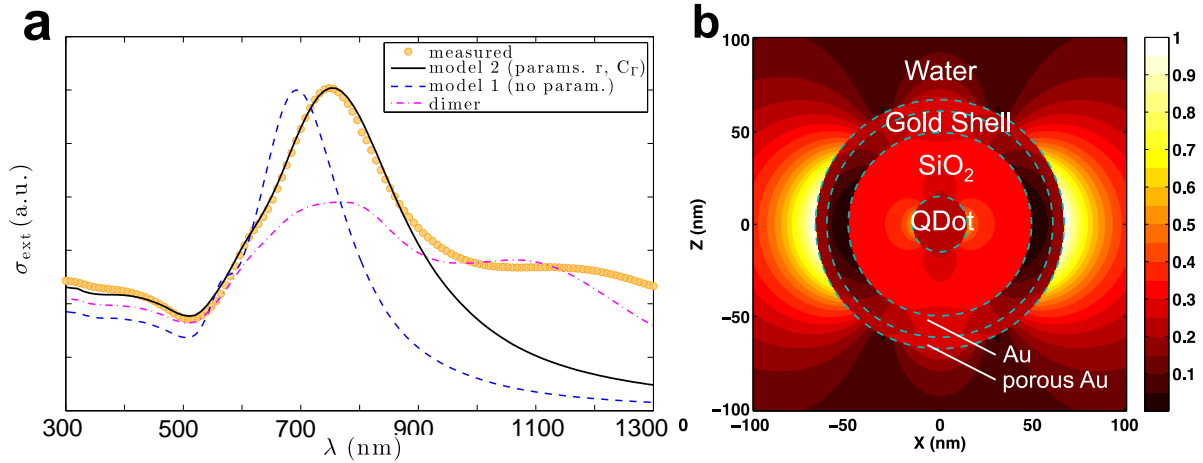 a
σext (a.u.)
measured
model 2 (params. r, CΓ)
model 1 (no param.)
dimer
300 500 700 900 1100 1300
λ (nm)
0
b
Z (nm)
100
50
0
−50
−100
Water
Gold Shell
SiO2
QDot
Au
porous Au
−100 −50 0 50 100
X (nm)
1
0.9
0.8
0.7
0.6
0.5
0.4
0.3
0.2
0.1